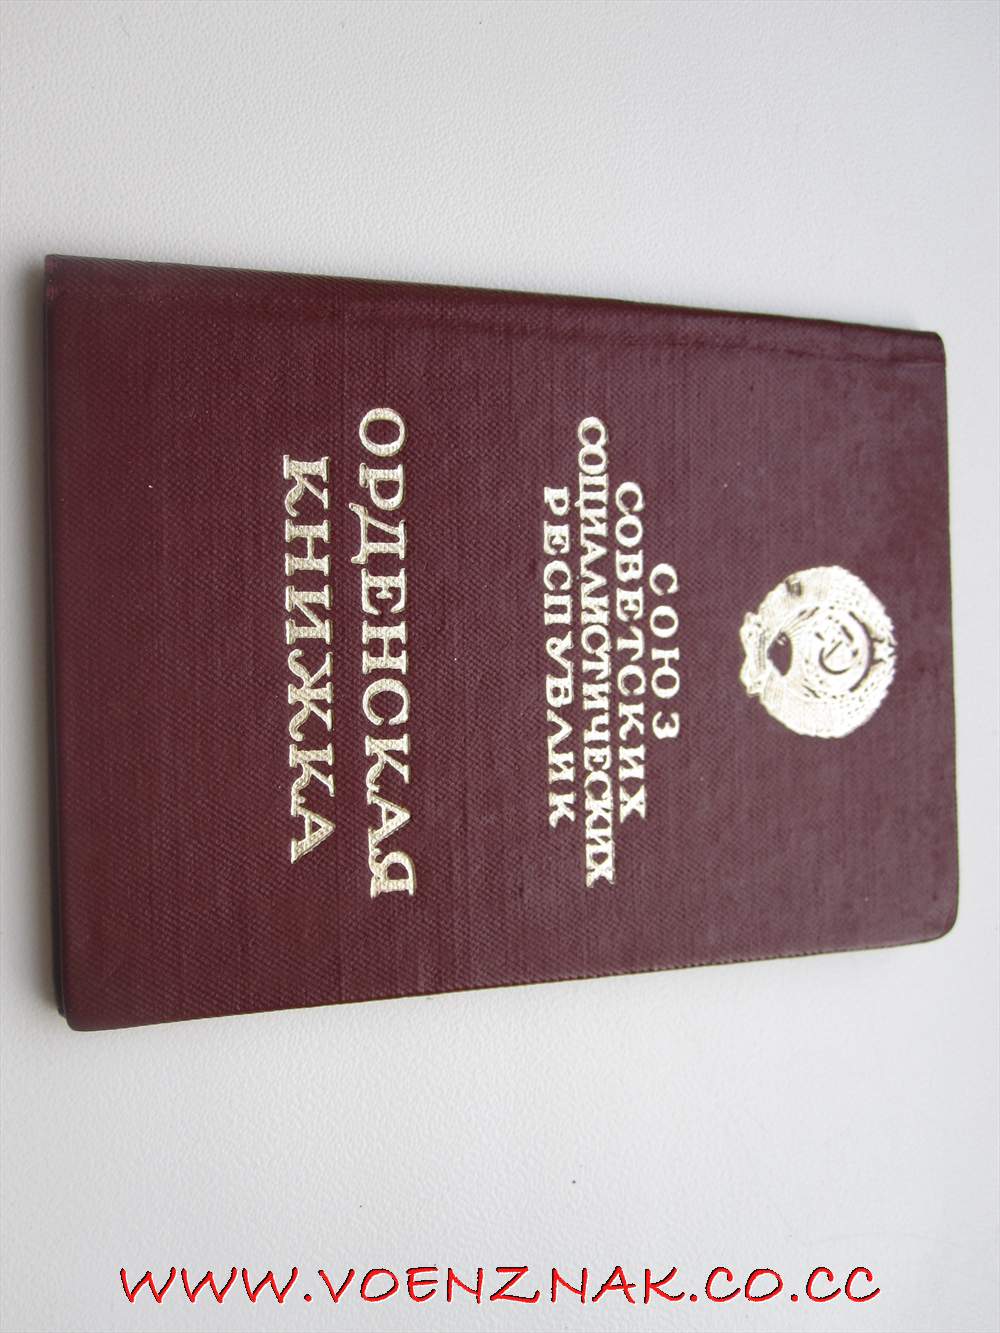 СОЮЗ
СОВЕТСКИХ
СОЦИАЛИСТИЧЕСКИХ
РЕСПУБЛИК
ОРДЕНСКАЯ
КНИЖКА
WWW.VOENZNAK.CO.CC